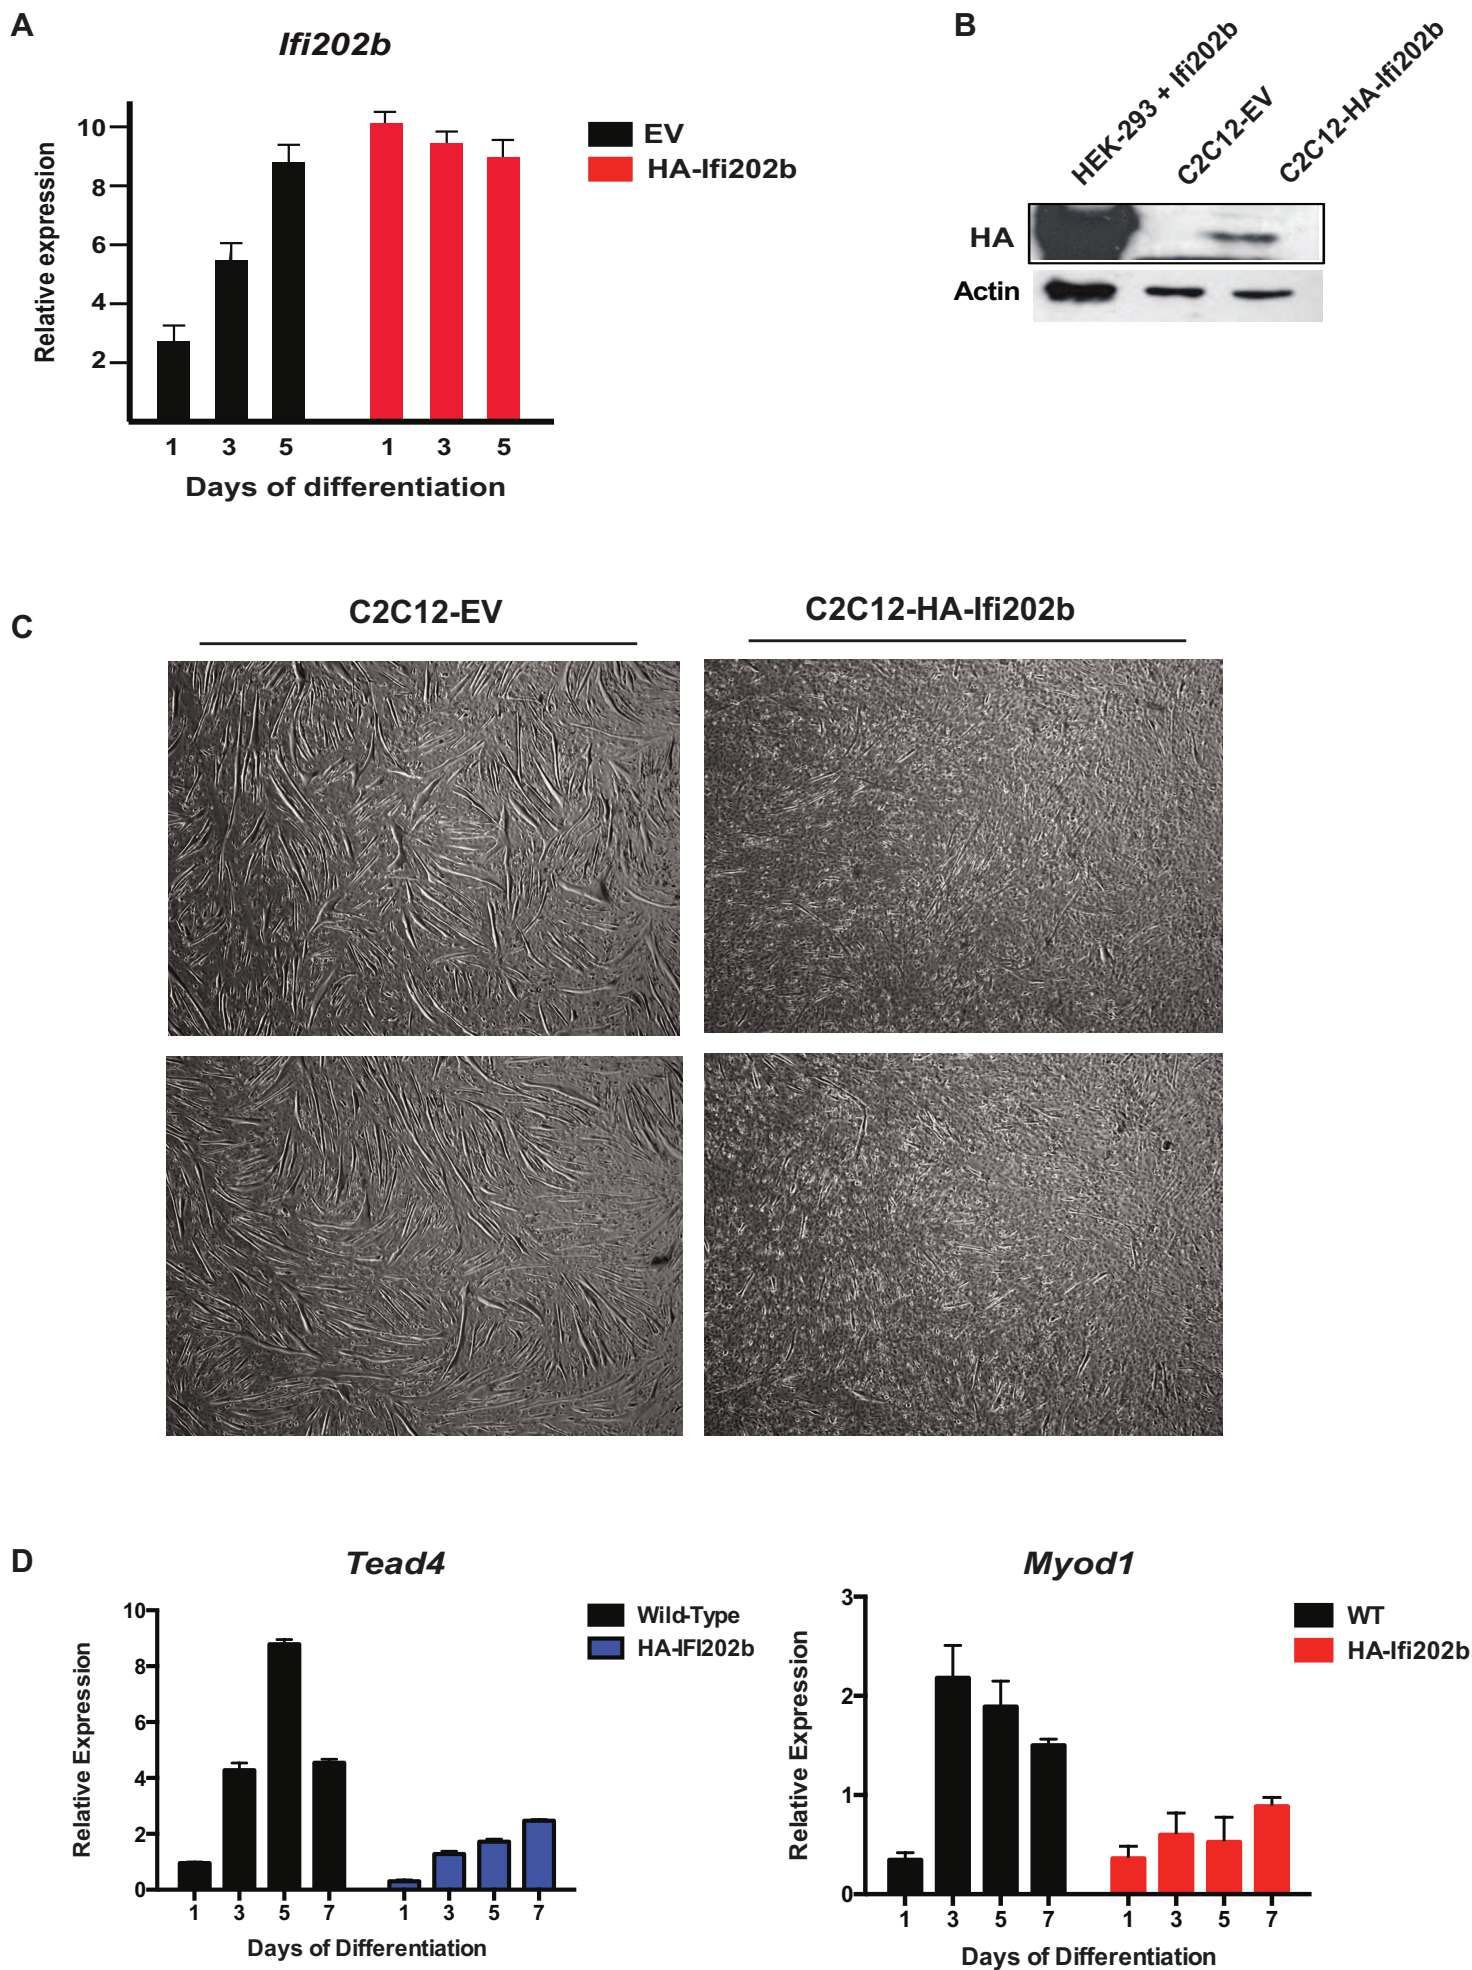 A
Ifi202b
Relative expression
10
8
6
4
2
1 3 5 1 3 5
Days of differentiation
EV
HA-Ifi202b
B
HEK-293 + Ifi202b
C2C12-EV
C2C12-HA-Ifi202b
HA
Actin
C
C2C12-EV
C2C12-HA-Ifi202b
D
Tead4
Relative Expression
10
8
6
4
2
0
1 3 5 7 1 3 5 7
Days of Differentiation
Wild-Type
HA-IFI202b
Myod1
Relative Expression
3
2
1
0
1 3 5 7 1 3 5 7
Days of Differentiation
WT
HA-Ifi202b